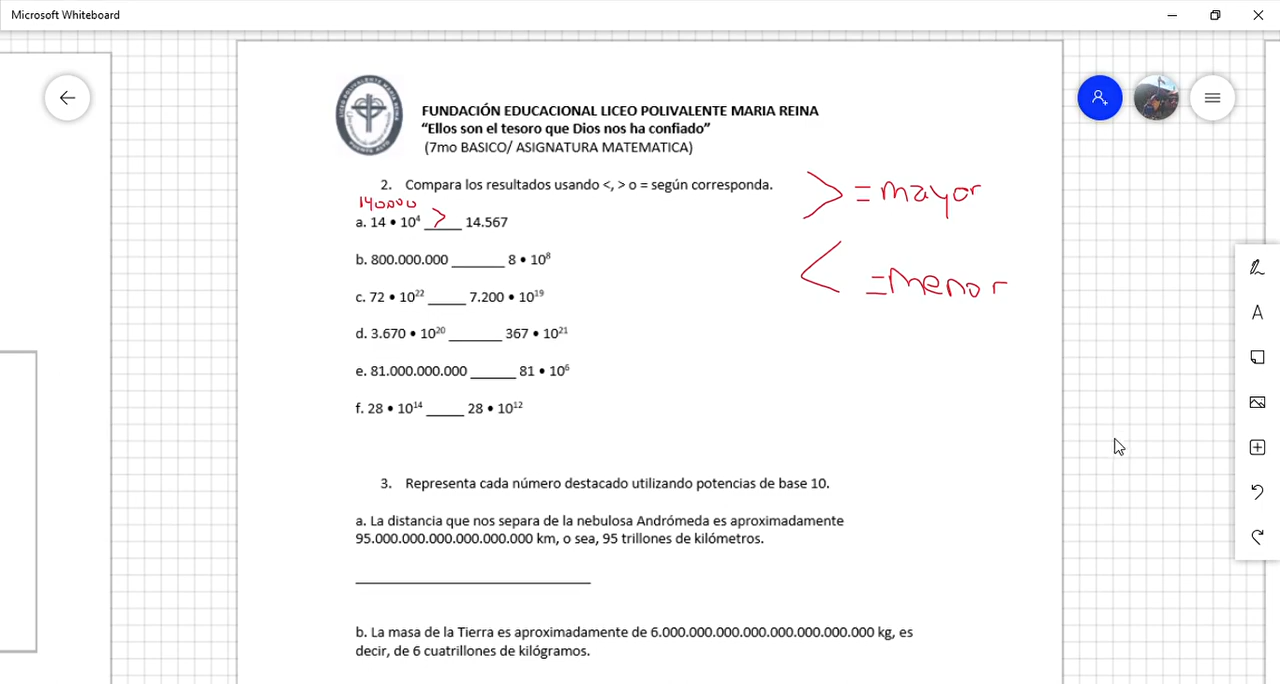 Microsoft Whiteboard
FUNDACIÓN EDUCACIONAL LICEO POLIVALENTE MARIA REINA
“Ellos son el tesoro que Dios nos ha confiado”
(7mo BASICO/ ASIGNATURA MATEMATICA)
2. Compara los resultados usando <, > o = según corresponda.
> = mayor
140.000
a. 14 • 10⁴ __>__ 14.567
b. 800.000.000 _______ 8 • 10⁸
< = menor
c. 72 • 10²² _____ 7.200 • 10¹⁹
d. 3.670 • 10²⁰ _______ 367 • 10²¹
e. 81.000.000.000 ______ 81 • 10⁶
f. 28 • 10¹⁴ _____ 28 • 10¹²
3. Representa cada número destacado utilizando potencias de base 10.
a. La distancia que nos separa de la nebulosa Andrómeda es aproximadamente
95.000.000.000.000.000.000 km, o sea, 95 trillones de kilómetros.
b. La masa de la Tierra es aproximadamente de 6.000.000.000.000.000.000.000.000 kg, es
decir, de 6 cuatrillones de kilógramos.